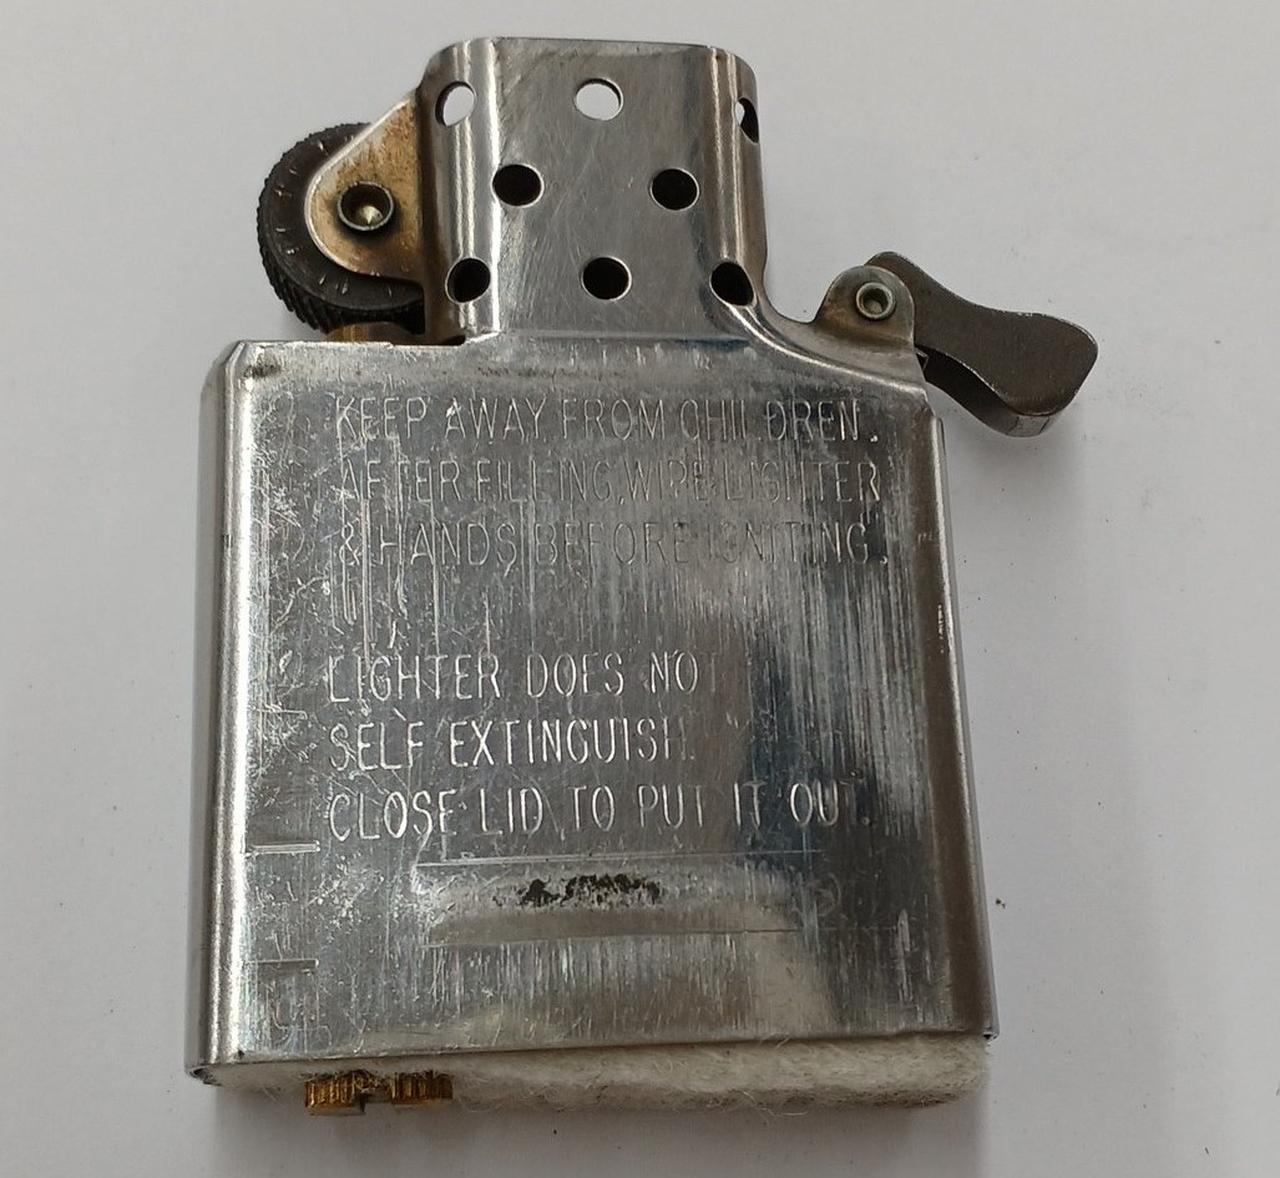 KEEP AWAY FROM CHILDREN.
AFTER FILLING, WIPE LIGHTER
& HANDS BEFORE IGNITING.
LIGHTER DOES NOT
SELF EXTINGUISH.
CLOSE LID TO PUT IT OUT.